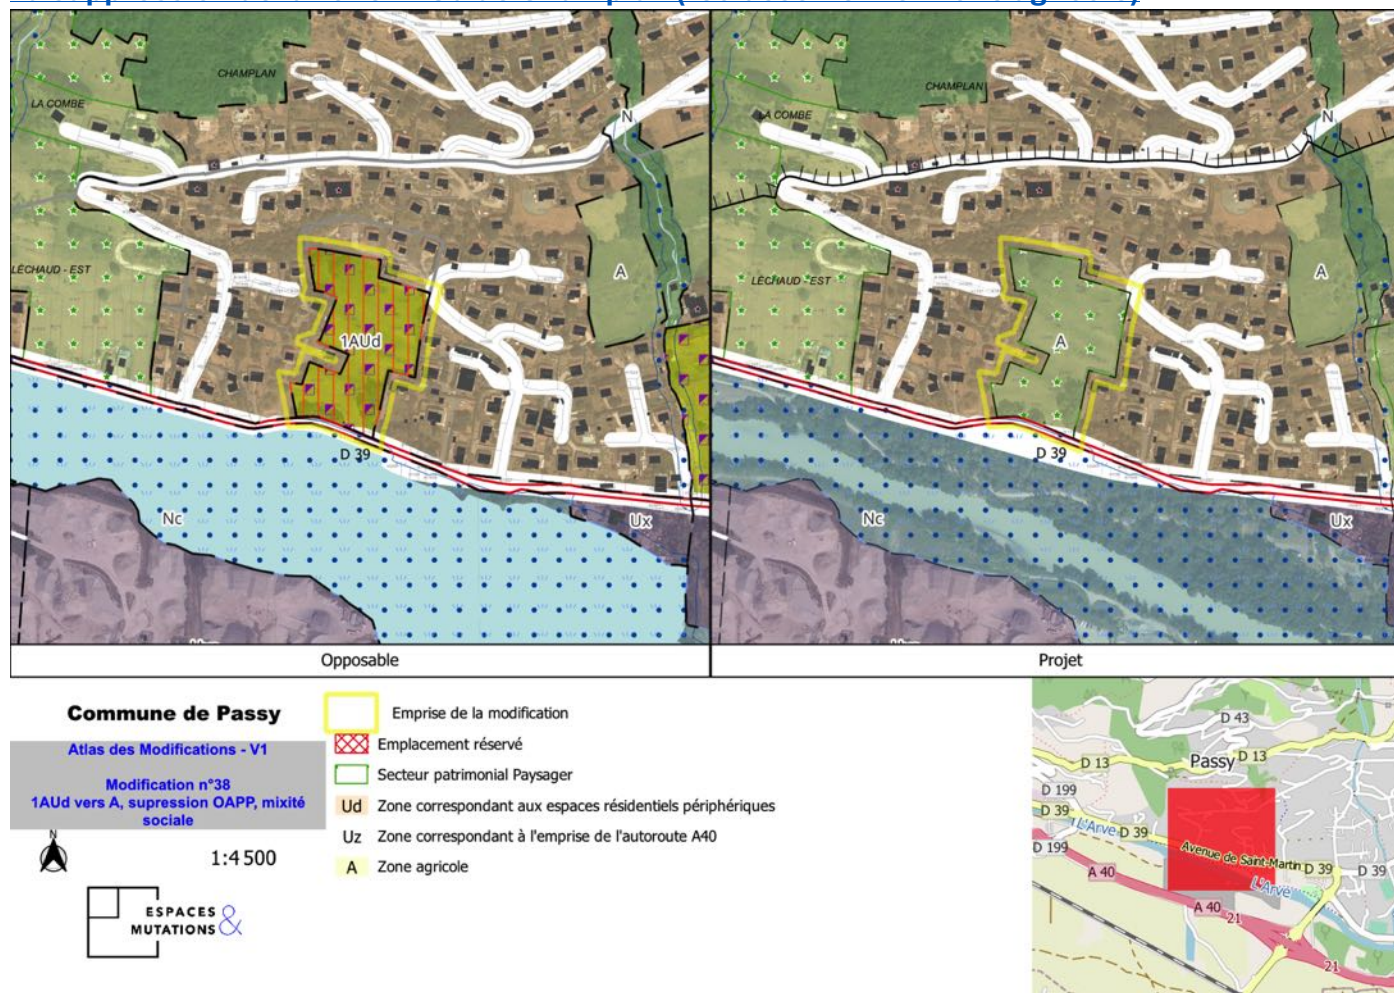 CHAMPLAN
LA COMBE
N
LÉCHAUD - EST
A
1AUd
D 39
Nc
Ux
CHAMPLAN
LA COMBE
N
LÉCHAUD - EST
A
A
D 39
Nc
Ux
Opposable
Projet
Commune de Passy
Atlas des Modifications - V1
Modification n°38
1AUd vers A, supression OAPP, mixité
sociale
N
1:4 500
ESPACES
MUTATIONS &
Emprise de la modification
Emplacement réservé
Secteur patrimonial Paysager
Ud Zone correspondant aux espaces résidentiels périphériques
Uz Zone correspondant à l'emprise de l'autoroute A40
A Zone agricole
D 43
Passy
D 13
D 13
D 199
D 39
L'Arve
D 39
D 199
Avenue de Saint-Martin
D 39
D 39
A 40
L'Arve
A 40
21
21